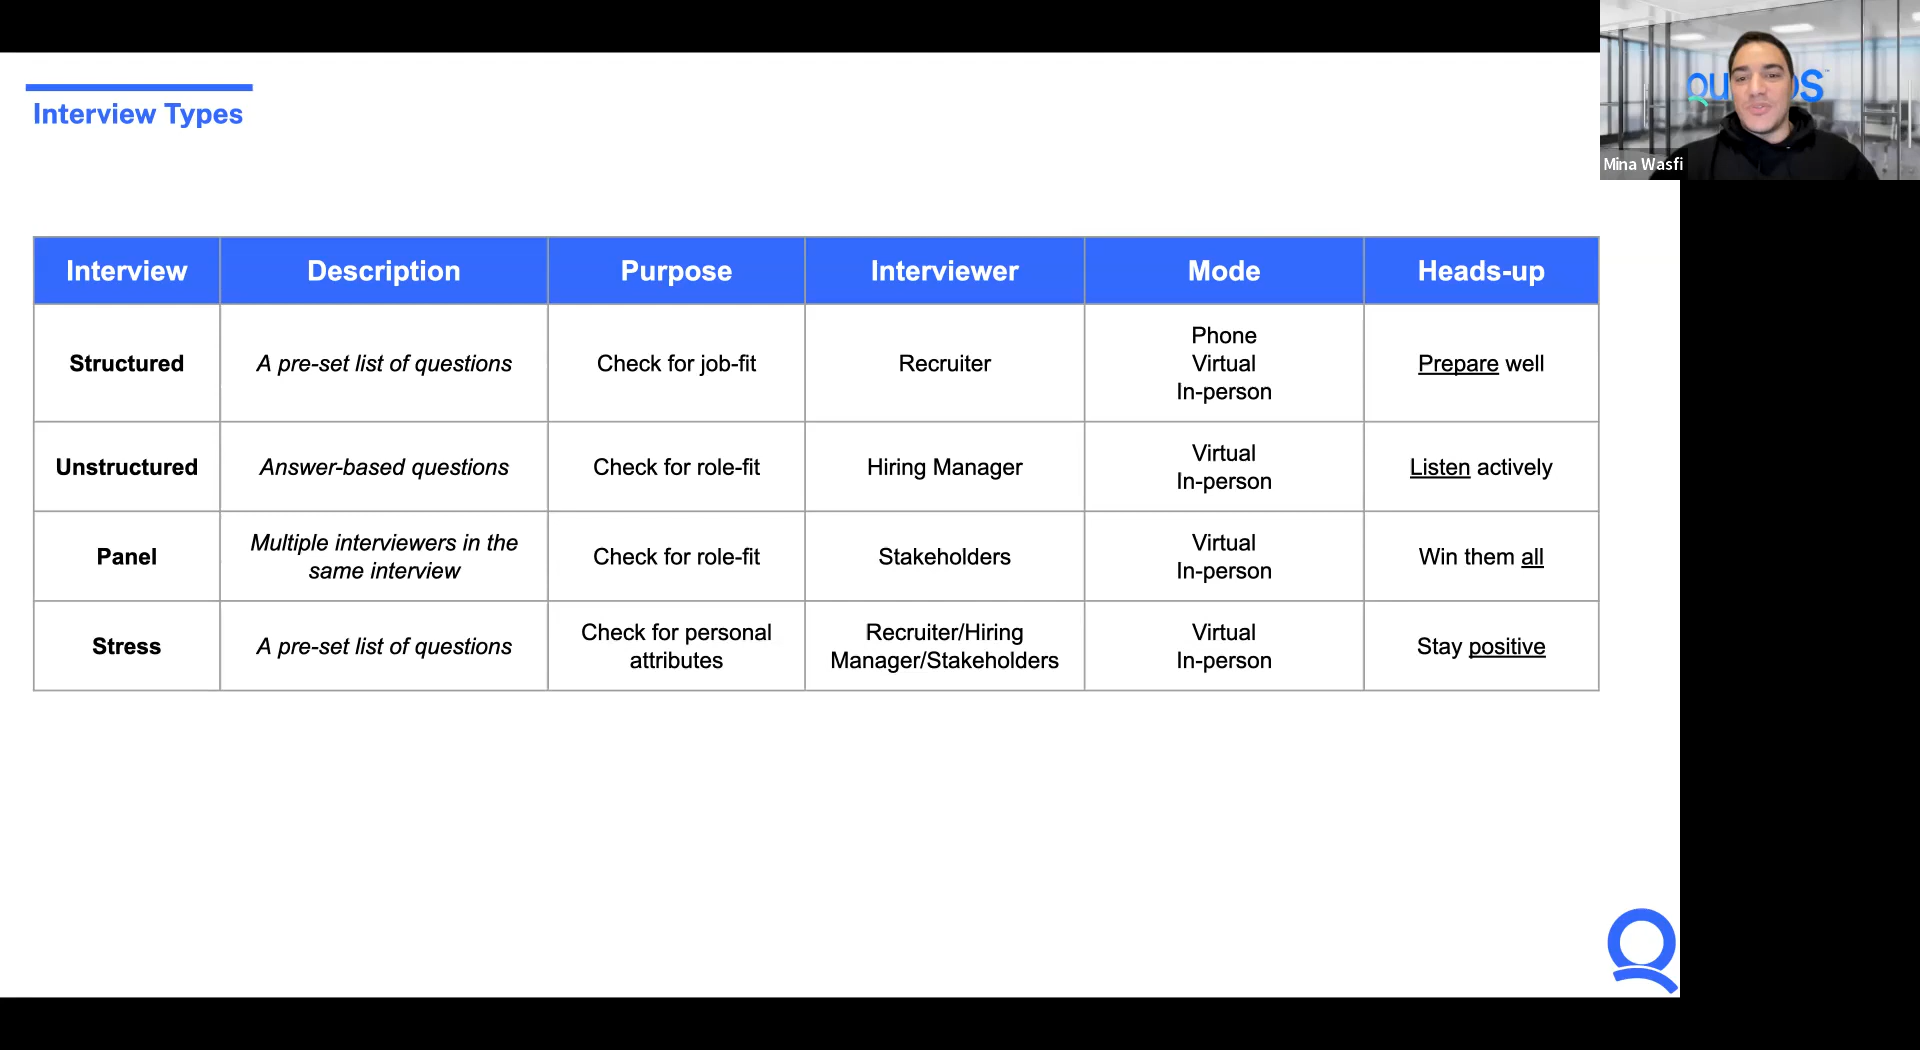 Interview Types
Interview Description Purpose Interviewer Mode Heads-up
Structured
A pre-set list of questions
Check for job-fit
Recruiter
Phone
Virtual
In-person
Prepare well
Unstructured
Answer-based questions
Check for role-fit
Hiring Manager
Virtual
In-person
Listen actively
Panel
Multiple interviewers in the
same interview
Check for role-fit
Stakeholders
Virtual
In-person
Win them all
Stress
A pre-set list of questions
Check for personal
attributes
Recruiter/Hiring
Manager/Stakeholders
Virtual
In-person
Stay positive
Mina Wasfi